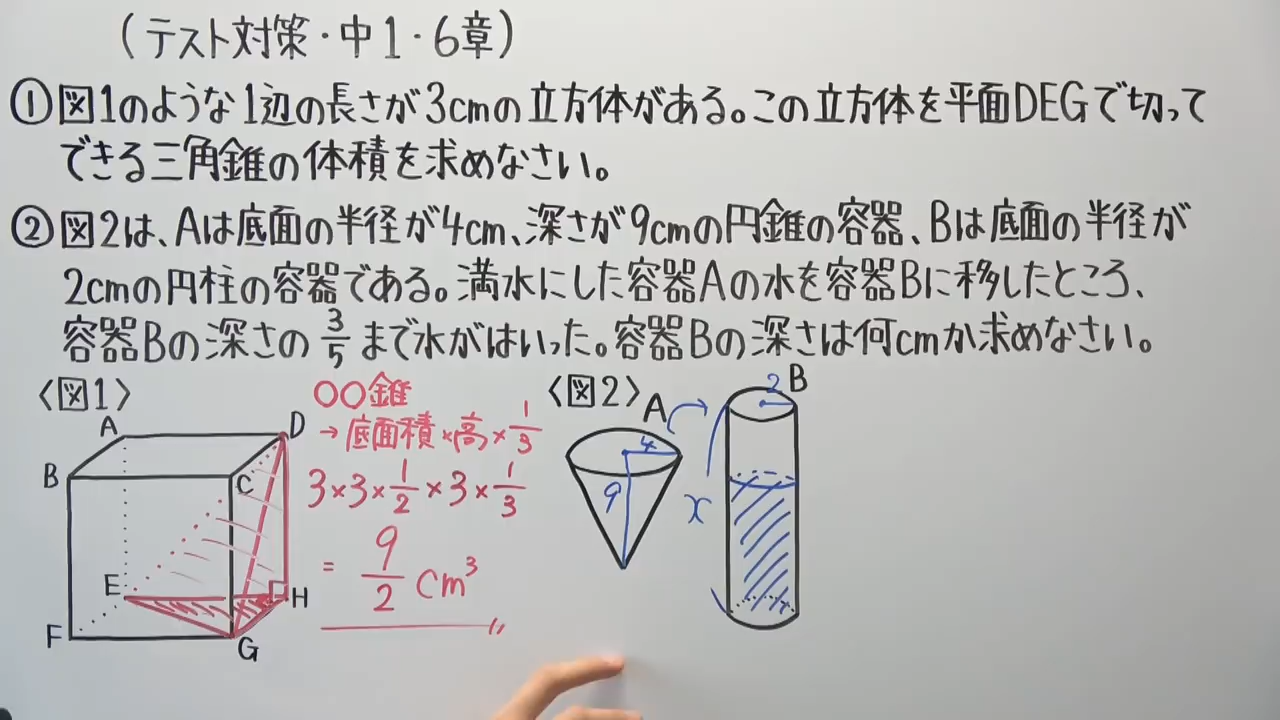 (テスト対策・中1・6章)
①図1のような1辺の長さが3cmの立方体がある。この立方体を平面DEGで切って
できる三角錐の体積を求めなさい。
②図2は、Aは底面の半径が4cm、深さが9cmの円錐の容器、Bは底面の半径が
2cmの円柱の容器である。満水にした容器Aの水を容器Bに移したところ、
容器Bの深さの3/5まで水がはいった。容器Bの深さは何cmか求めなさい。
〈図1〉
A
D
B
C
E
H
F
G
〇〇錐
→底面積×高×1/3
3×3×1/2×3×1/3
= 9/2 cm³
〈図2〉
A
4
9
B
2
x